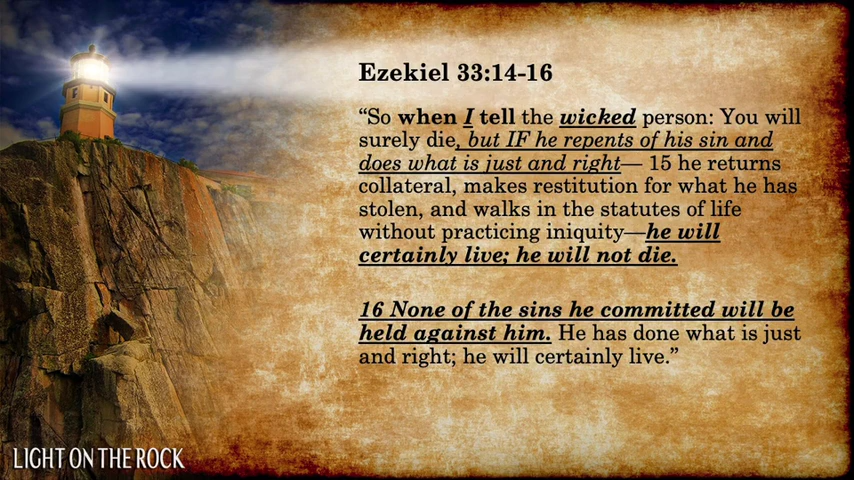 Ezekiel 33:14-16
“So when I tell the wicked person: You will
surely die, but IF he repents of his sin and
does what is just and right— 15 he returns
collateral, makes restitution for what he has
stolen, and walks in the statutes of life
without practicing iniquity—he will
certainly live; he will not die.
16 None of the sins he committed will be
held against him. He has done what is just
and right; he will certainly live.”
LIGHT ON THE ROCK